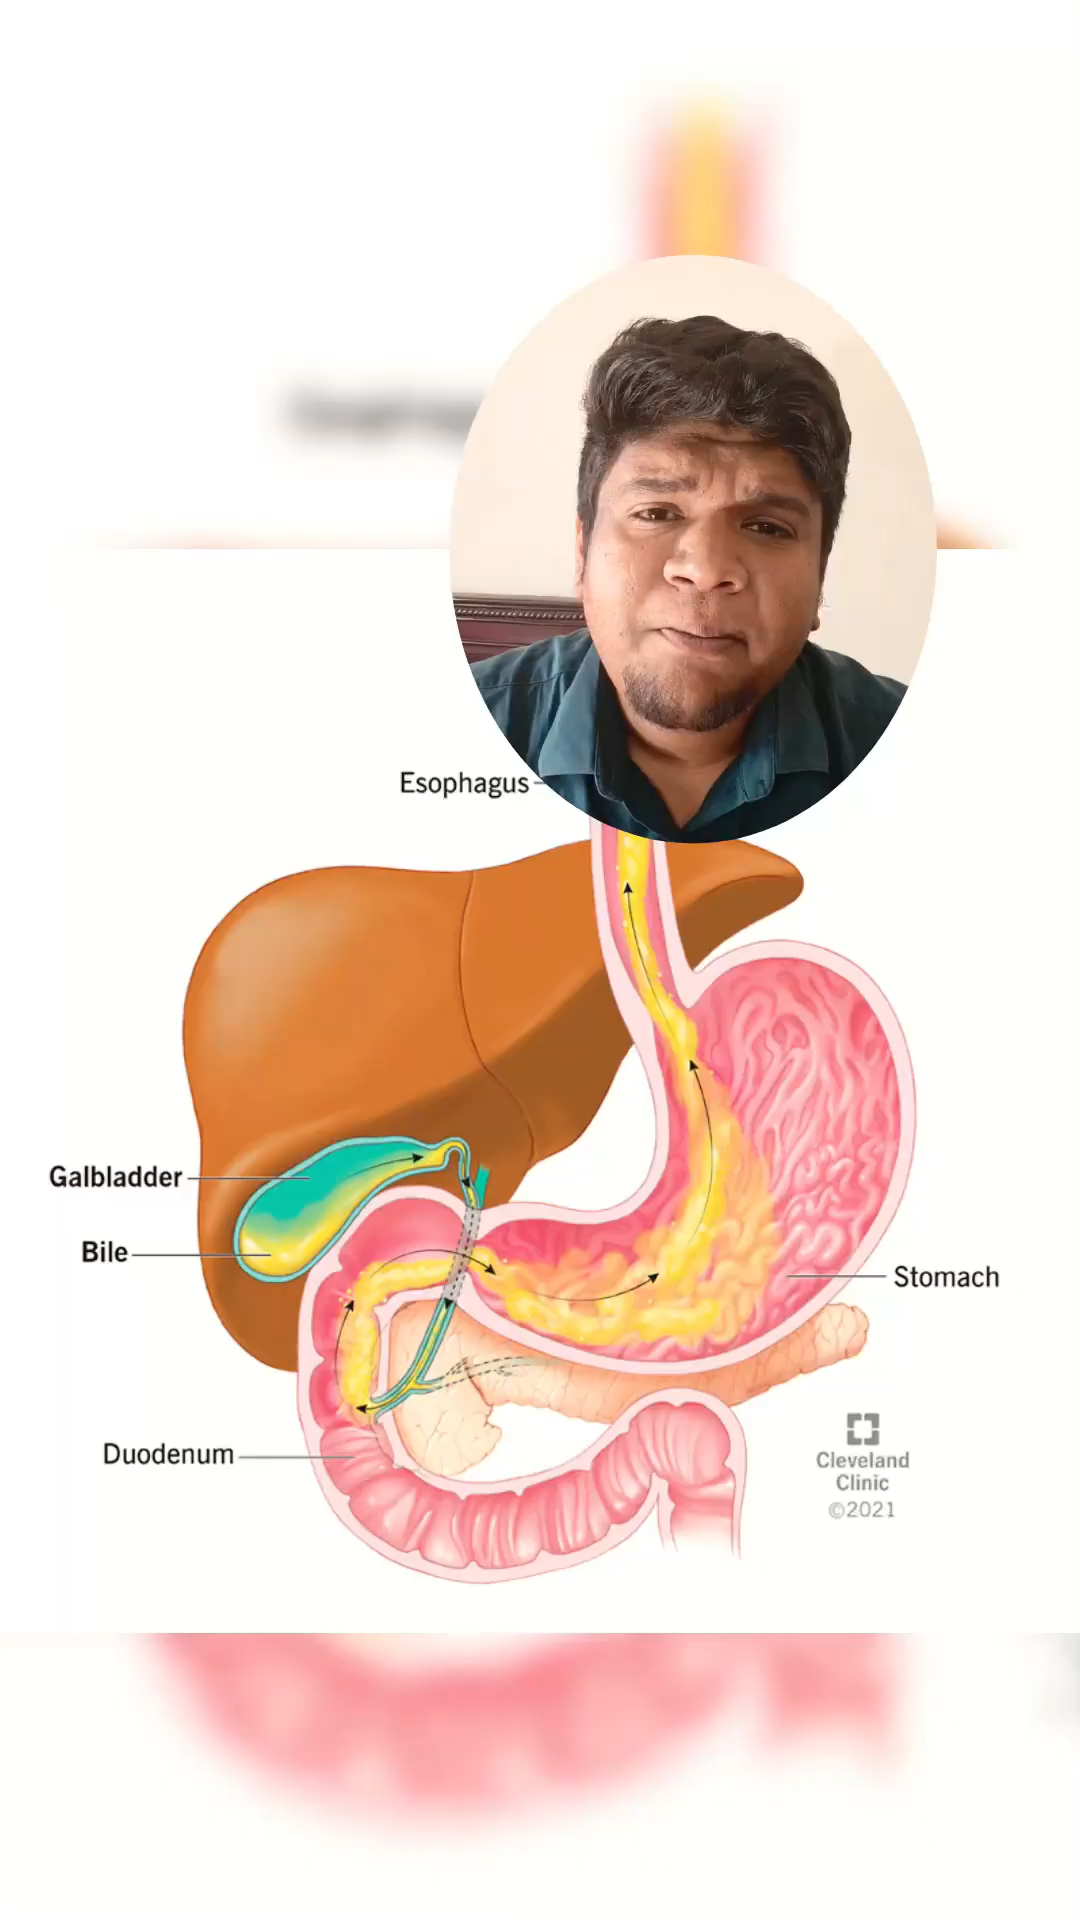 Esophagus
Galbladder
Bile
Stomach
Duodenum
Cleveland
Clinic
©2021